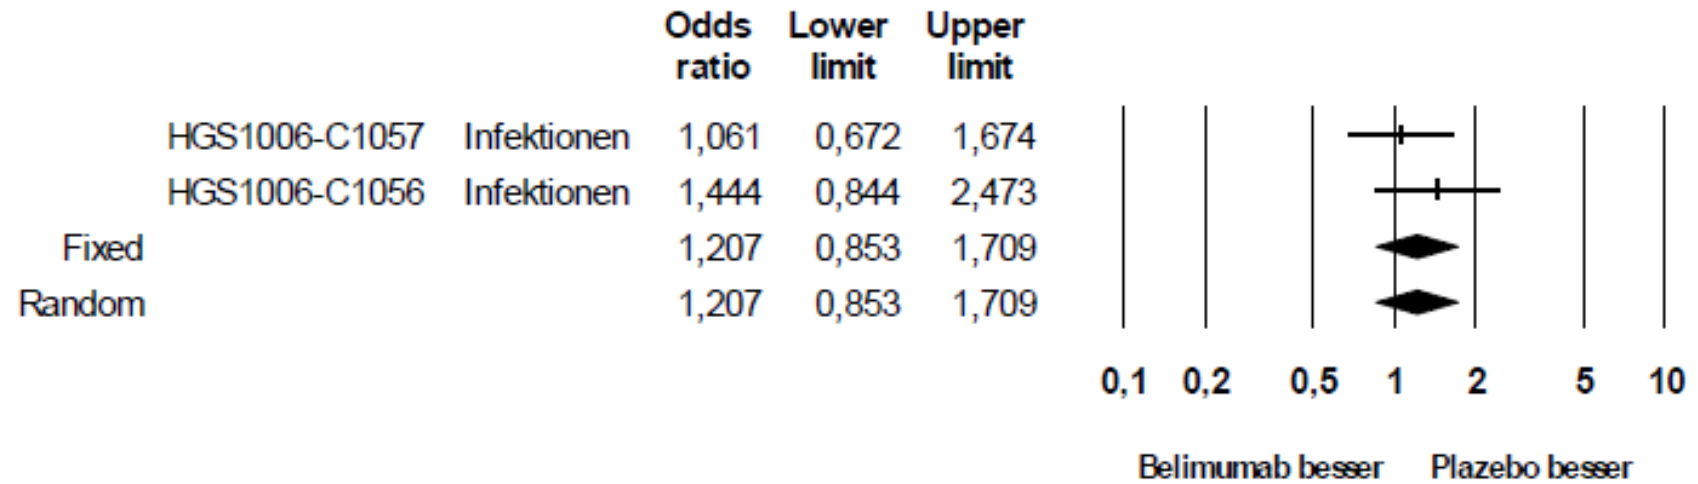 Odds Lower Upper
ratio limit limit
HGS1006-C1057 Infektionen 1,061 0,672 1,674
HGS1006-C1056 Infektionen 1,444 0,844 2,473
Fixed 1,207 0,853 1,709
Random 1,207 0,853 1,709
0,1 0,2 0,5 1 2 5 10
Belimumab besser Plazebo besser